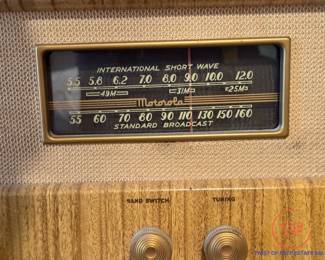 INTERNATIONAL SHORT WAVE
5.5 5.8 6.2 7.0 8.0 9.0 10.0 12.0
49M 31M 25M
Motorola
55 60 70 80 90 110 130 150 160
STANDARD BROADCAST
BAND SWITCH TUNING
TOP